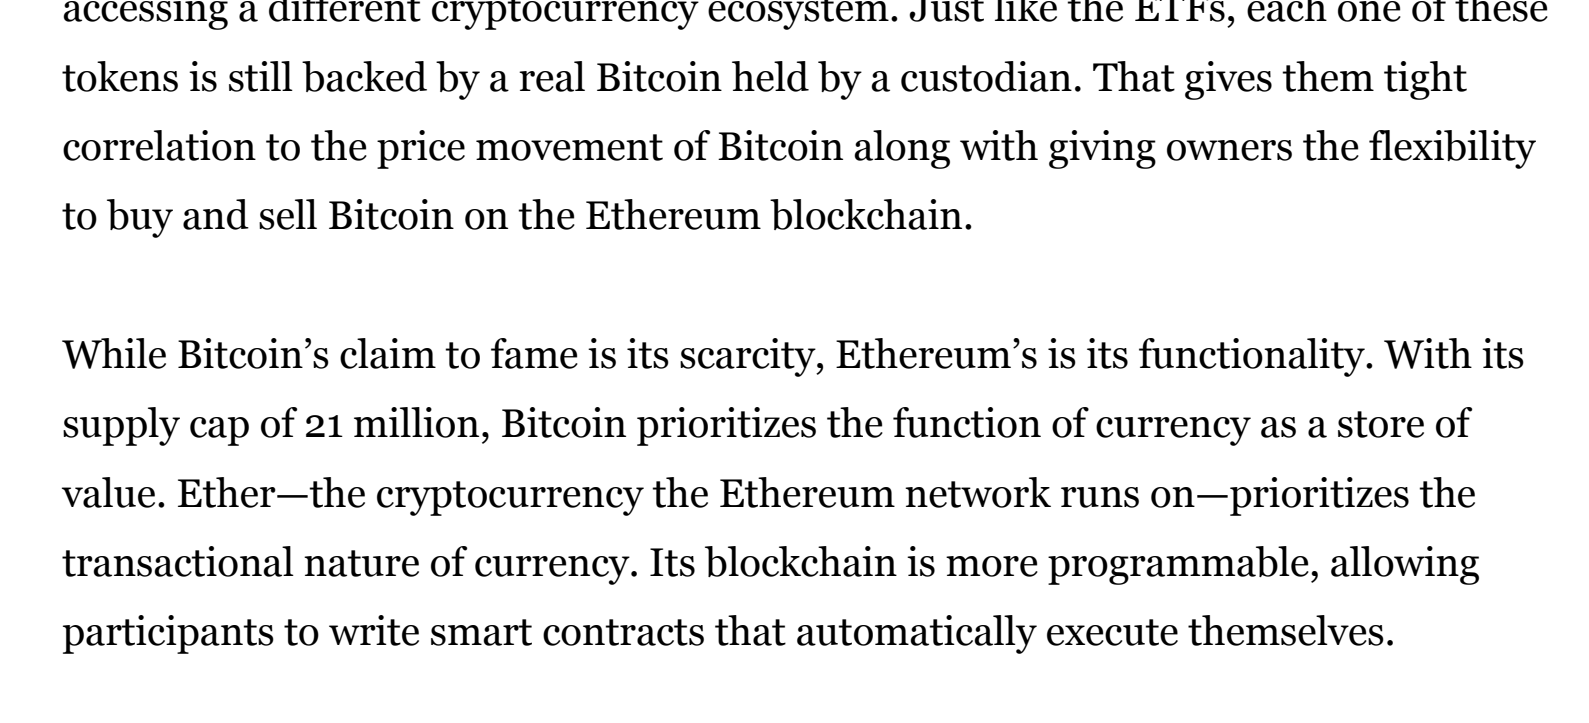 accessing a different cryptocurrency ecosystem. Just like the ETFs, each one of these
tokens is still backed by a real Bitcoin held by a custodian. That gives them tight
correlation to the price movement of Bitcoin along with giving owners the flexibility
to buy and sell Bitcoin on the Ethereum blockchain.
While Bitcoin’s claim to fame is its scarcity, Ethereum’s is its functionality. With its
supply cap of 21 million, Bitcoin prioritizes the function of currency as a store of
value. Ether—the cryptocurrency the Ethereum network runs on—prioritizes the
transactional nature of currency. Its blockchain is more programmable, allowing
participants to write smart contracts that automatically execute themselves.